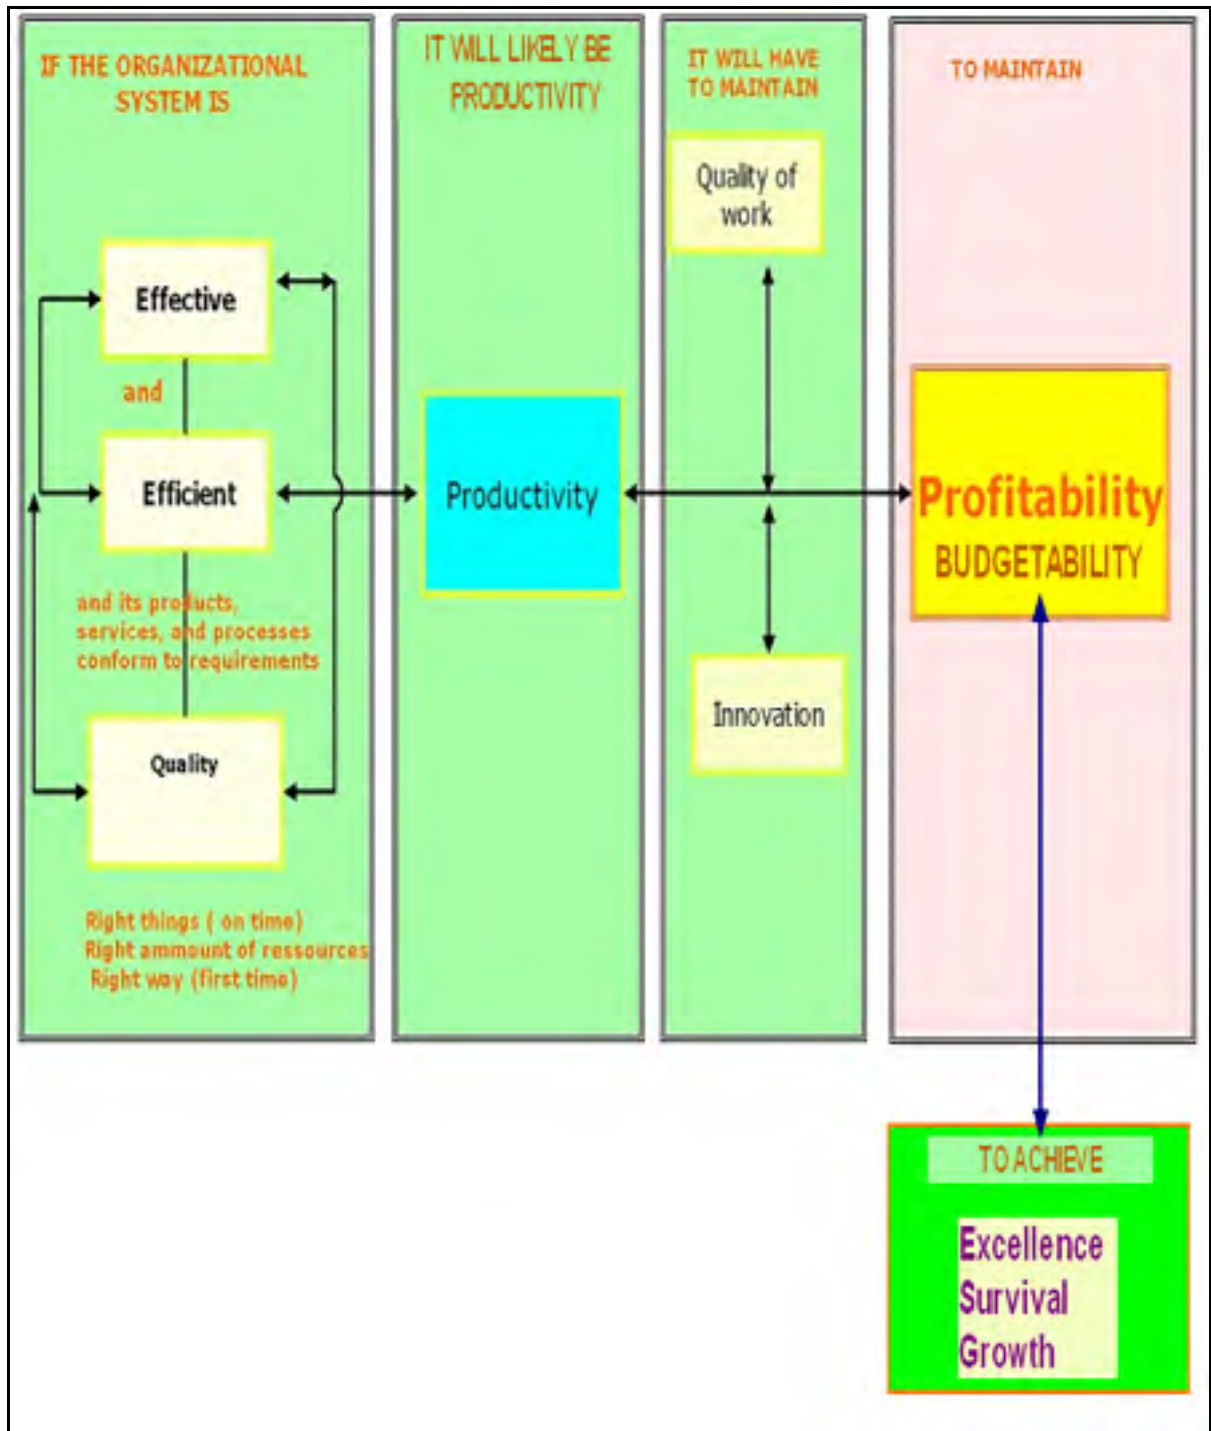 IF THE ORGANIZATIONAL
SYSTEM IS
Effective
and
Efficient
and its products,
services, and processes
conform to requirements
Quality
Right things ( on time)
Right ammount of ressources
Right way (first time)
IT WILL LIKELY BE
PRODUCTIVITY
Productivity
IT WILL HAVE
TO MAINTAIN
Quality of
work
Innovation
TO MAINTAIN
Profitability
BUDGETABILITY
TO ACHIEVE
Excellence
Survival
Growth